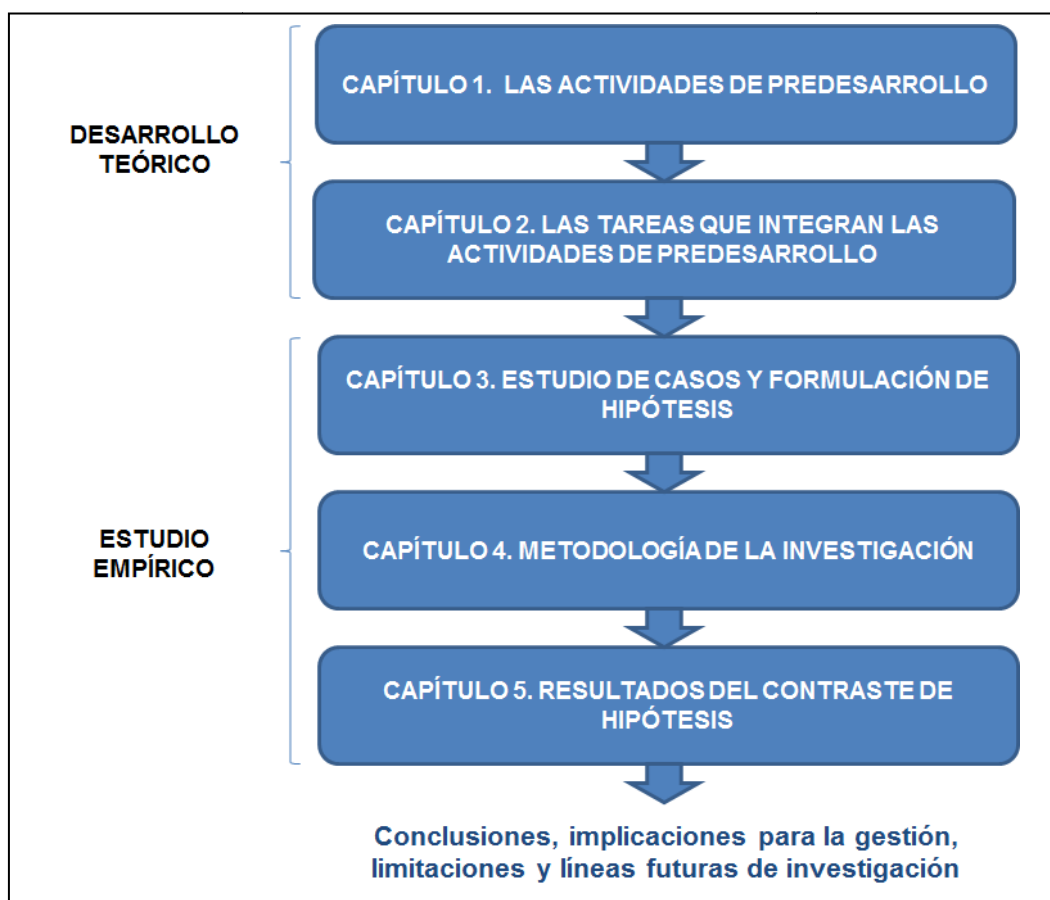 DESARROLLO
TEÓRICO
CAPÍTULO 1. LAS ACTIVIDADES DE PREDESARROLLO
CAPÍTULO 2. LAS TAREAS QUE INTEGRAN LAS
ACTIVIDADES DE PREDESARROLLO
ESTUDIO
EMPÍRICO
CAPÍTULO 3. ESTUDIO DE CASOS Y FORMULACIÓN DE
HIPÓTESIS
CAPÍTULO 4. METODOLOGÍA DE LA INVESTIGACIÓN
CAPÍTULO 5. RESULTADOS DEL CONTRASTE DE
HIPÓTESIS
Conclusiones, implicaciones para la gestión,
limitaciones y líneas futuras de investigación